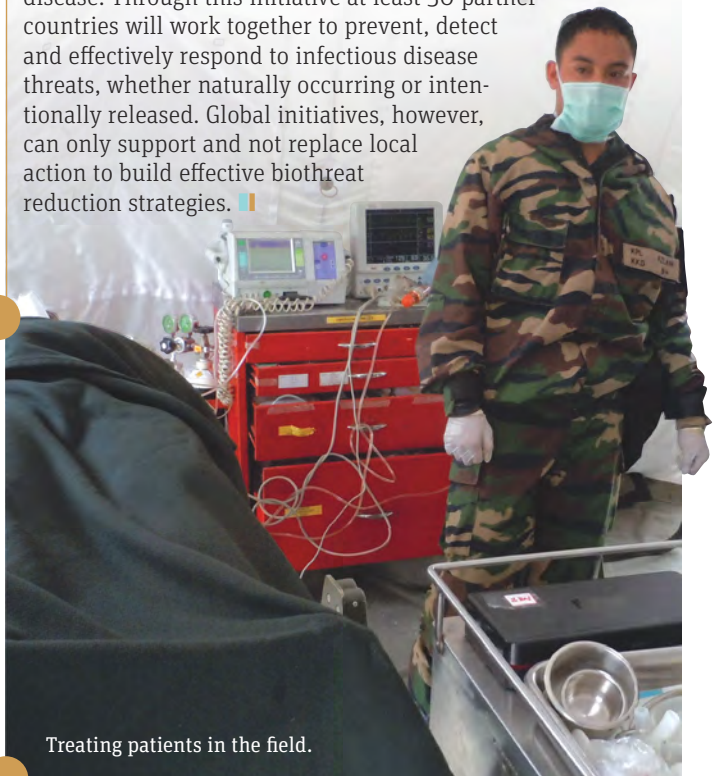 disease. Through this initiative at least 30 partner
countries will work together to prevent, detect
and effectively respond to infectious disease
threats, whether naturally occurring or inten-
tionally released. Global initiatives, however,
can only support and not replace local
action to build effective biothreat
reduction strategies.
KPL
KKD
Treating patients in the field.